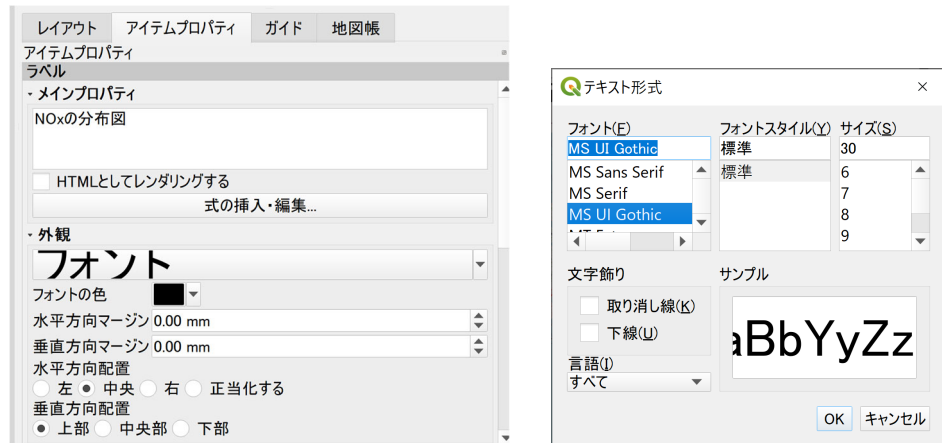 レイアウト アイテムプロパティ ガイド 地図帳
アイテムプロパティ
ラベル
メインプロパティ
NOxの分布図
HTMLとしてレンダリングする
式の挿入・編集...
外観
フォント
フォントの色
水平方向マージン 0.00 mm
垂直方向マージン 0.00 mm
水平方向配置
左 中央 右 正当化する
垂直方向配置
上部 中央部 下部
テキスト形式
フォント(F) フォントスタイル(Y) サイズ(S)
MS UI Gothic 標準 30
MS Sans Serif 標準 6
MS Serif 7
MS UI Gothic 8
9
文字飾り サンプル
取り消し線(K)
下線(U)
aBbYyZz
言語(I)
すべて
OK キャンセル